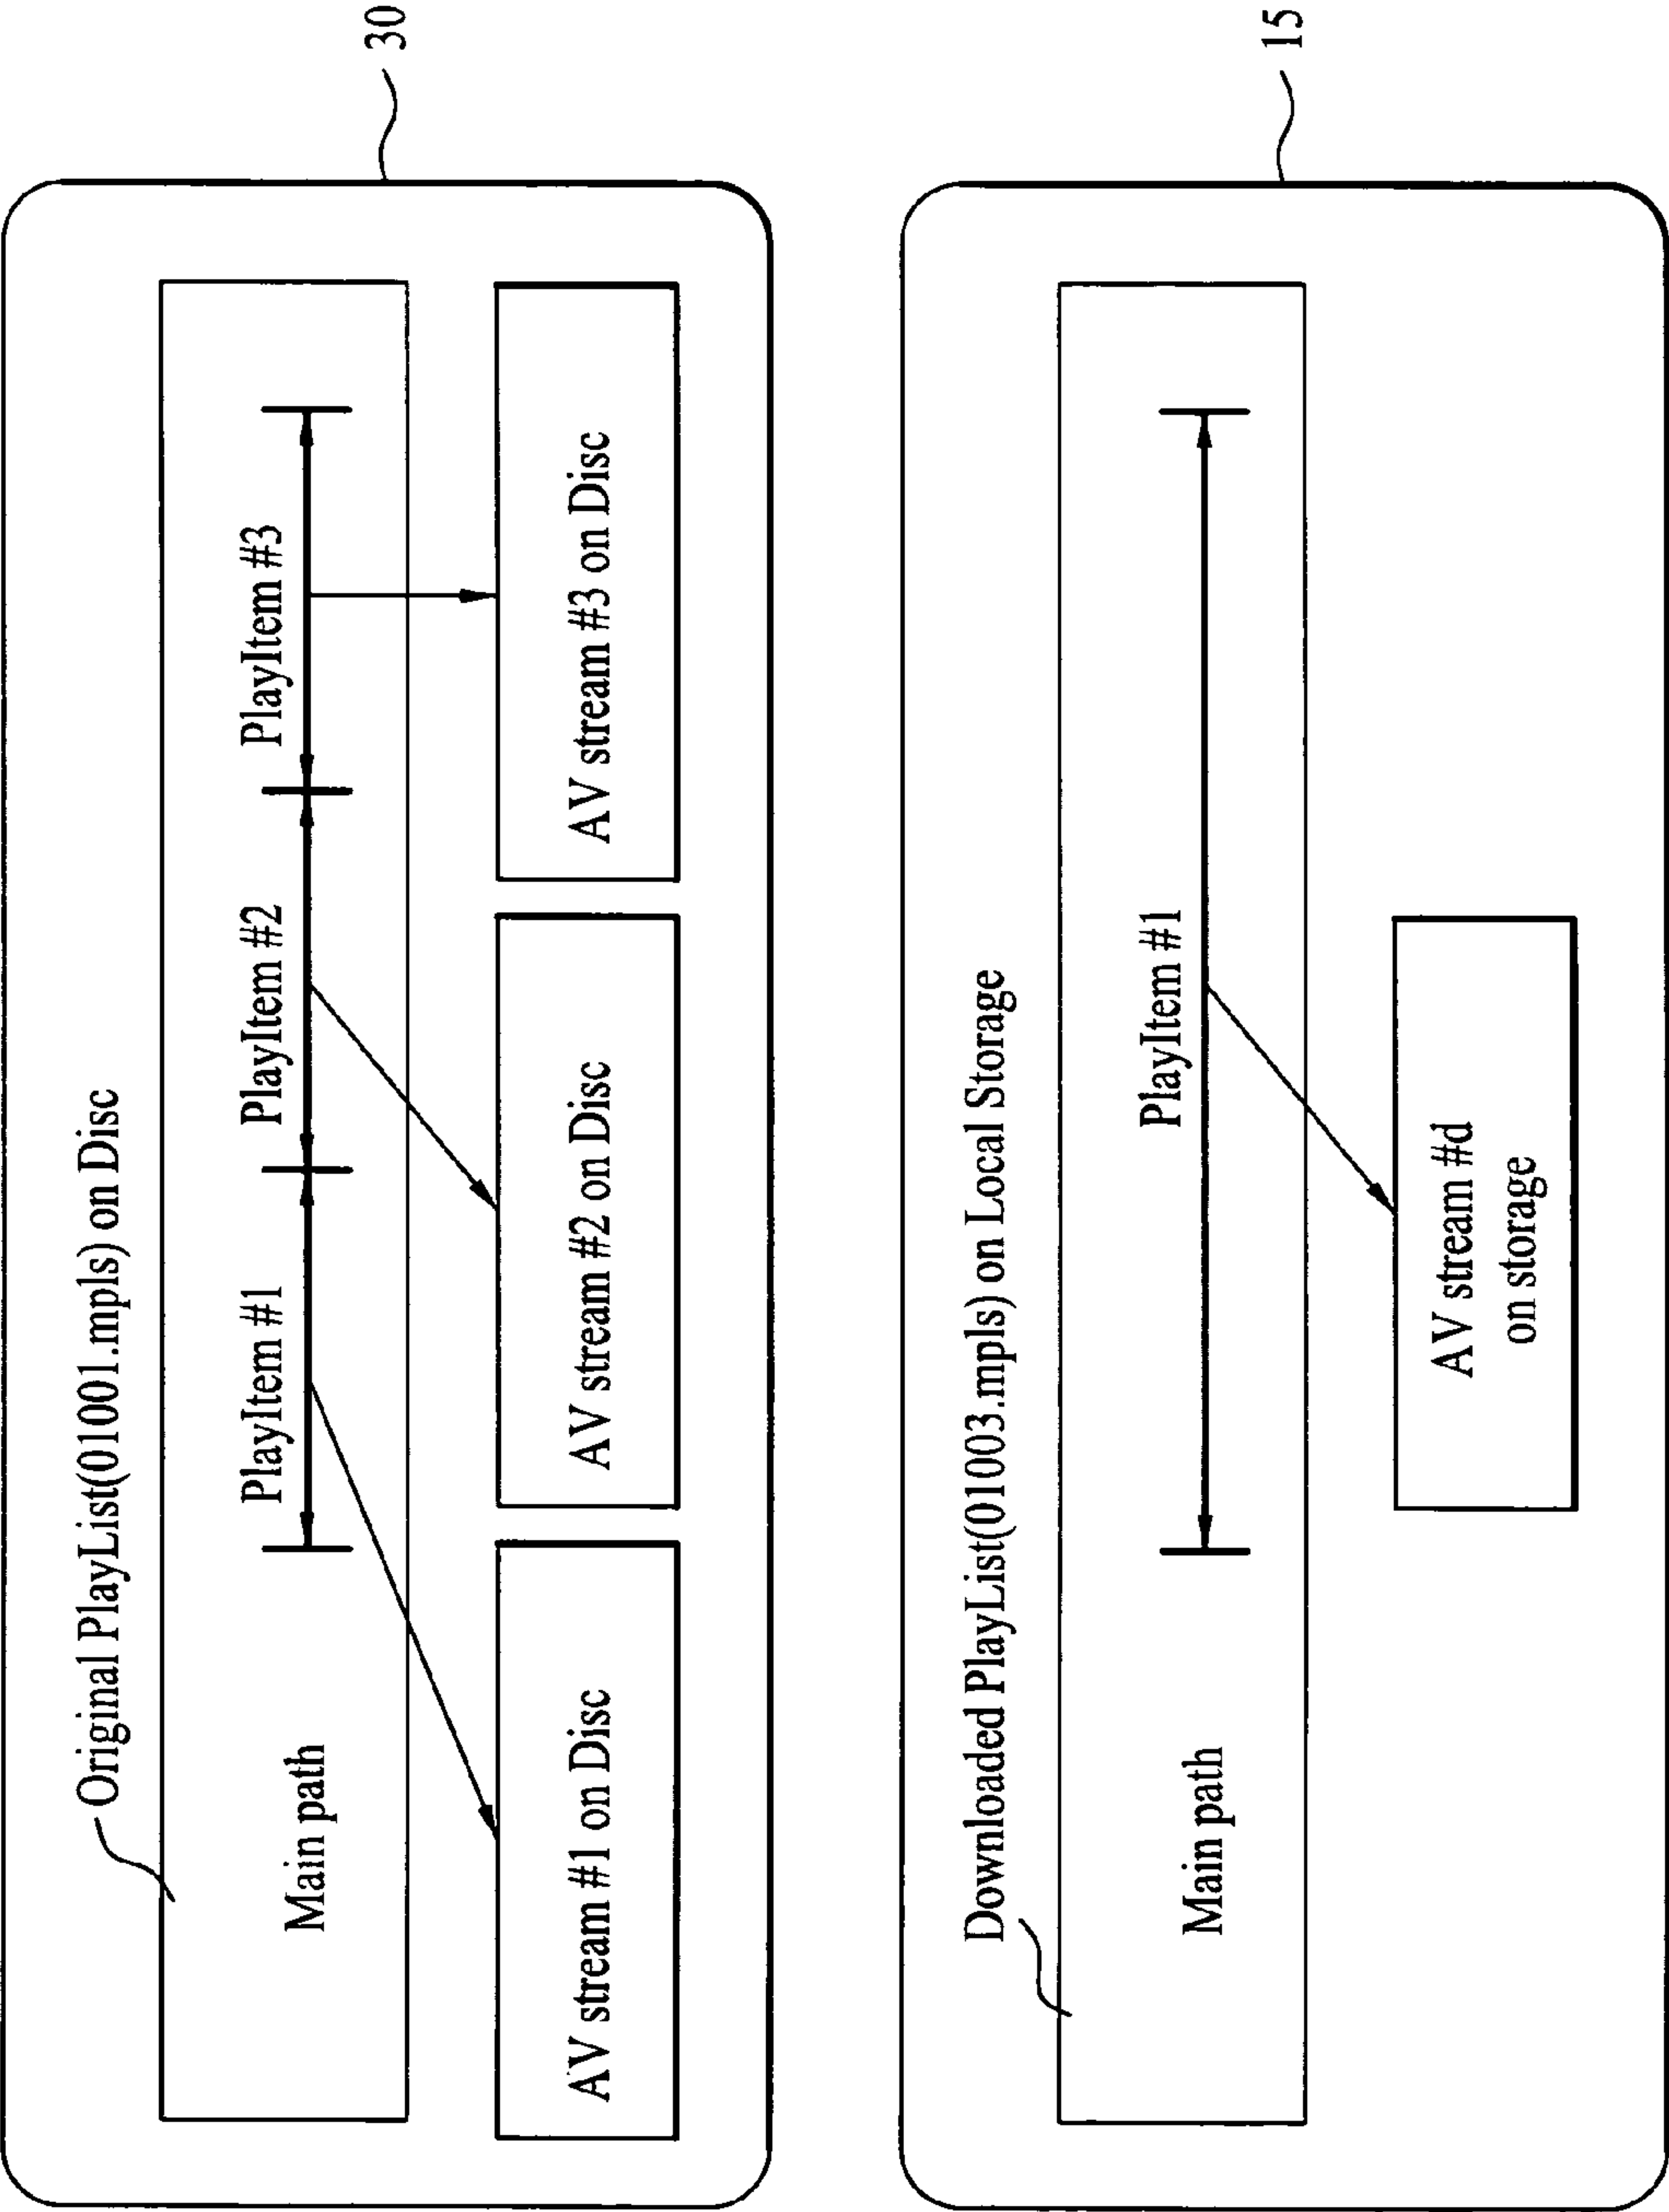 Original PlayList(01001.mpls) on Disc
30
PlayItem #1
PlayItem #2
PlayItem #3
Main path
AV stream #1 on Disc
AV stream #2 on Disc
AV stream #3 on Disc
Downloaded PlayList(01003.mpls) on Local Storage
15
PlayItem #1
Main path
AV stream #d
on storage